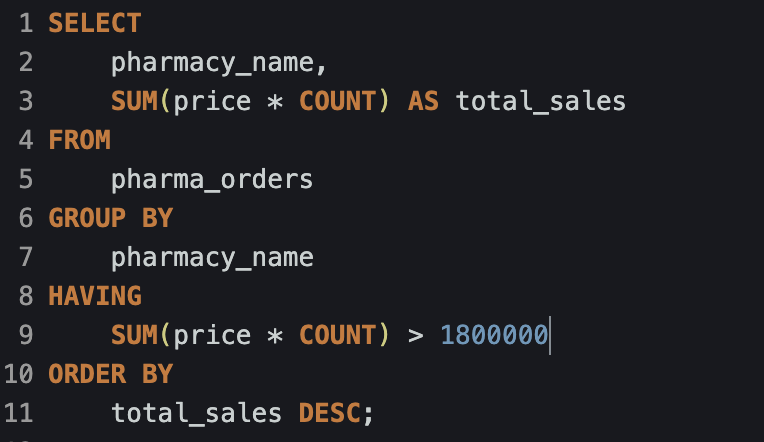 1 SELECT
2 pharmacy_name,
3 SUM(price * COUNT) AS total_sales
4 FROM
5 pharma_orders
6 GROUP BY
7 pharmacy_name
8 HAVING
9 SUM(price * COUNT) > 1800000
10 ORDER BY
11 total_sales DESC;